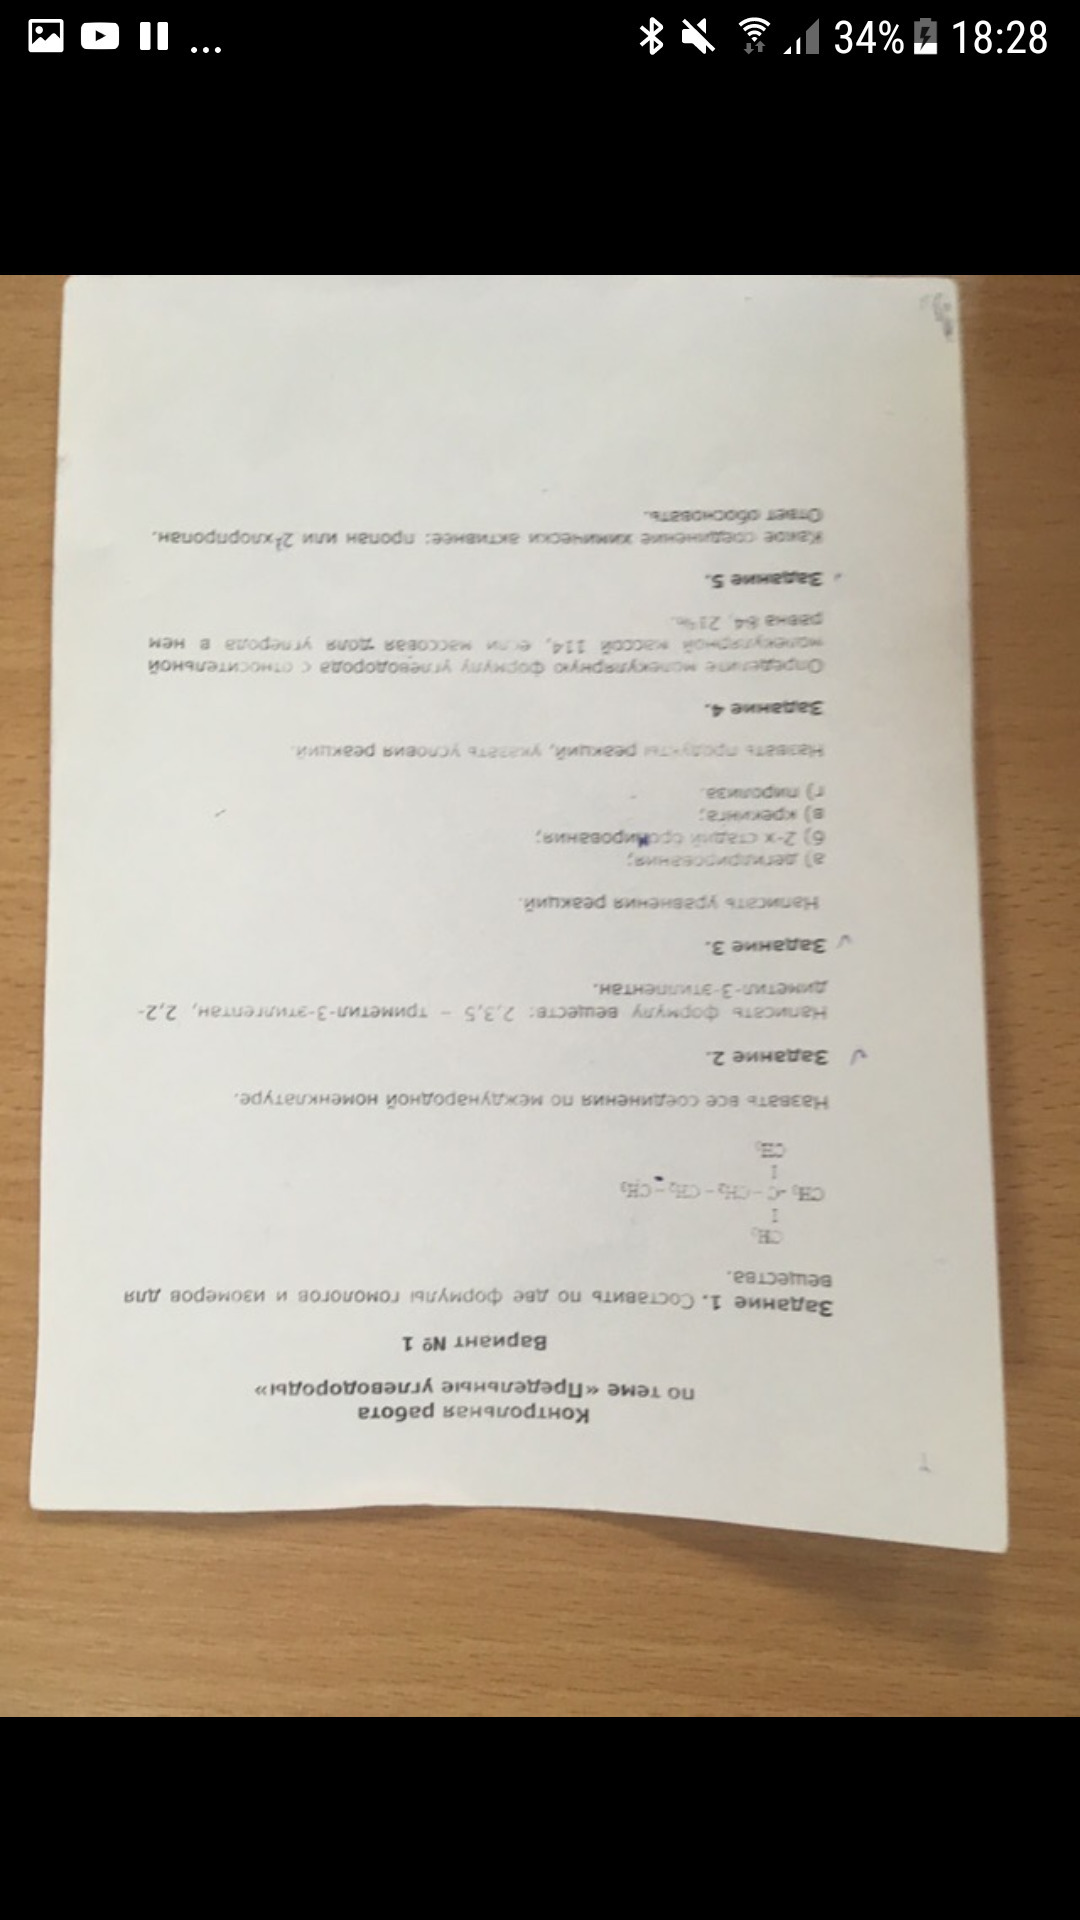 ... 34% 18:28
Контрольная работа
по теме «Предельные углеводороды»
Вариант № 1
Задание 1. Составить по две формулы гомологов и изомеров для
вещества.
CH3
CH3 -C - CH2 - CH2 - CH3
CH3
Назвать все соединения по международной номенклатуре.
Задание 2.
Написать формулу веществ: 2,3,5 – триметил-3-этилгептан, 2,2-
диметил-3-этилпентан.
Задание 3.
Написать уравнения реакций.
а) дегидрирования;
б) 2-х стадий бромирования;
в) крекинга;
г) пиролиза.
Назвать продукты реакций, указать условия реакций.
Задание 4.
Определите молекулярную формулу углеводорода с относительной
молекулярной массой 114, если массовая доля углерода в нем
равна 84, 21%.
Задание 5.
Какое соединение химически активнее: пропан или 2-хлорпропан.
Ответ обосновать.